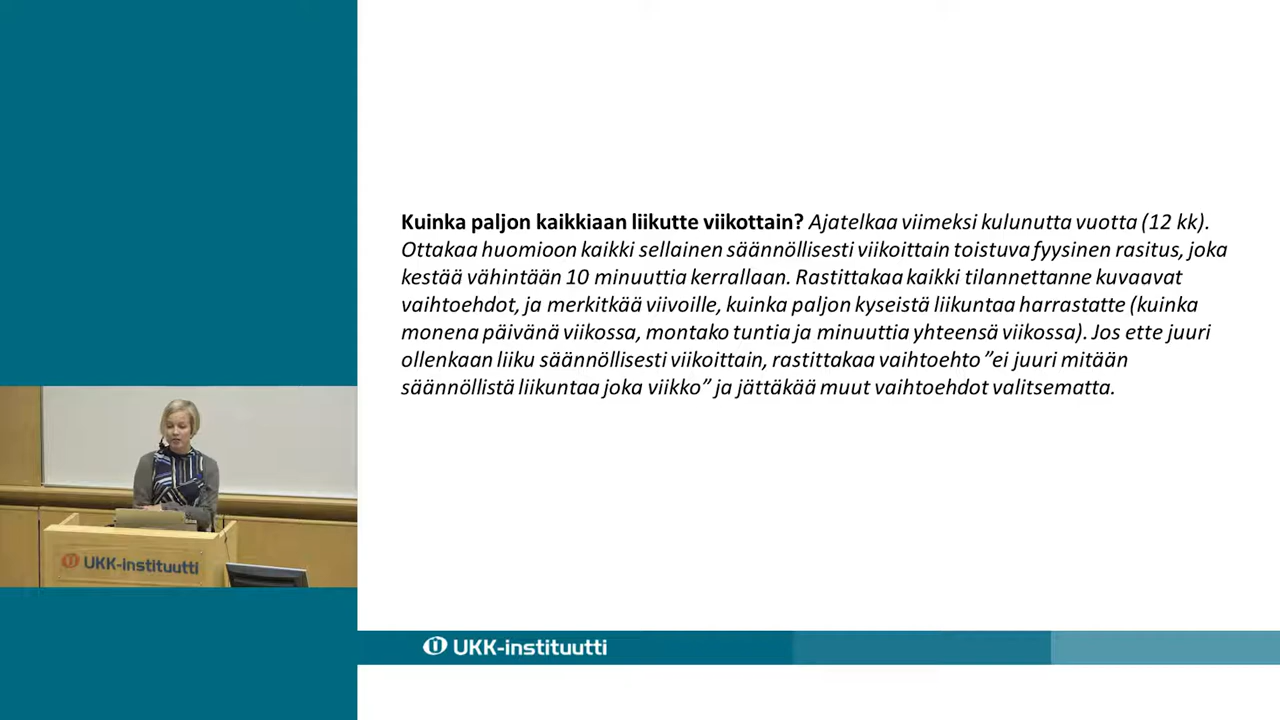 Kuinka paljon kaikkiaan liikutte viikottain? Ajatelkaa viimeksi kulunutta vuotta (12 kk).
Ottakaa huomioon kaikki sellainen säännöllisesti viikoittain toistuva fyysinen rasitus, joka
kestää vähintään 10 minuuttia kerrallaan. Rastittakaa kaikki tilannettanne kuvaavat
vaihtoehdot, ja merkitkää viivoille, kuinka paljon kyseistä liikuntaa harrastatte (kuinka
monena päivänä viikossa, montako tuntia ja minuuttia yhteensä viikossa). Jos ette juuri
ollenkaan liiku säännöllisesti viikoittain, rastittakaa vaihtoehto ”ei juuri mitään
säännöllistä liikuntaa joka viikko” ja jättäkää muut vaihtoehdot valitsematta.
UKK-instituutti
UKK-instituutti